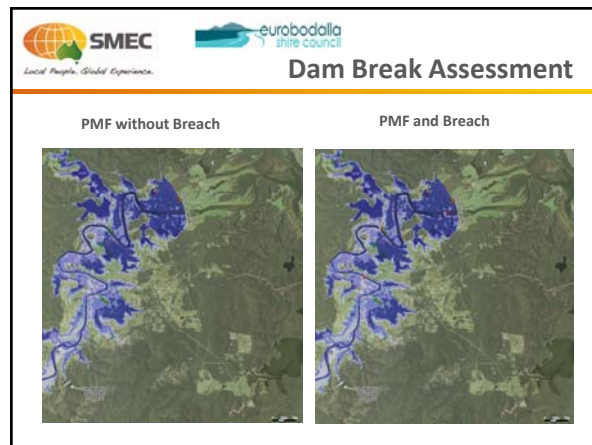 SMEC
Local People. Global Experience.
eurobodalla
shire council
Dam Break Assessment
PMF without Breach
PMF and Breach